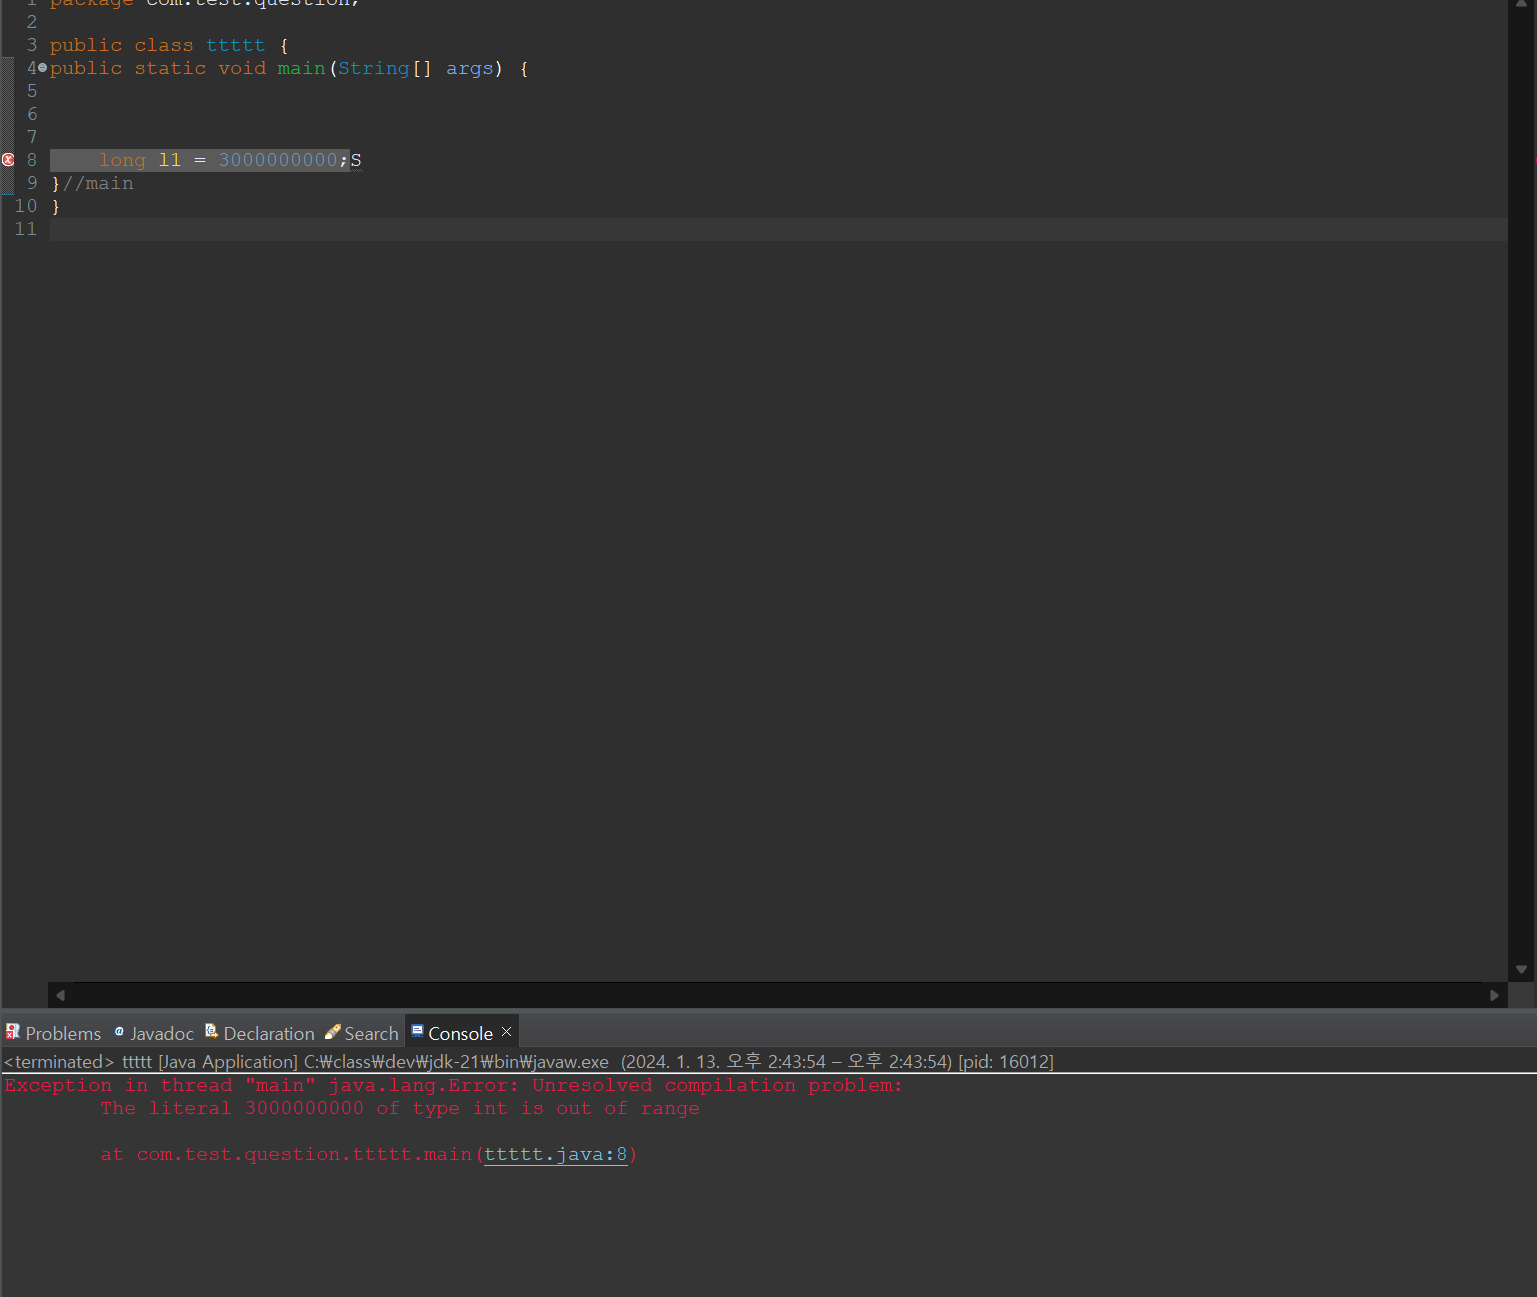 1 package com.test.question;
2
3 public class ttttt {
4 public static void main(String[] args) {
5
6
7
8 long l1 = 3000000000;S
9 }//main
10 }
11
Problems Javadoc Declaration Search Console
<terminated> ttttt [Java Application] C:₩class₩dev₩jdk-21₩bin₩javaw.exe (2024. 1. 13. 오후 2:43:54 – 오후 2:43:54) [pid: 16012]
Exception in thread "main" java.lang.Error: Unresolved compilation problem:
The literal 3000000000 of type int is out of range
at com.test.question.ttttt.main(ttttt.java:8)